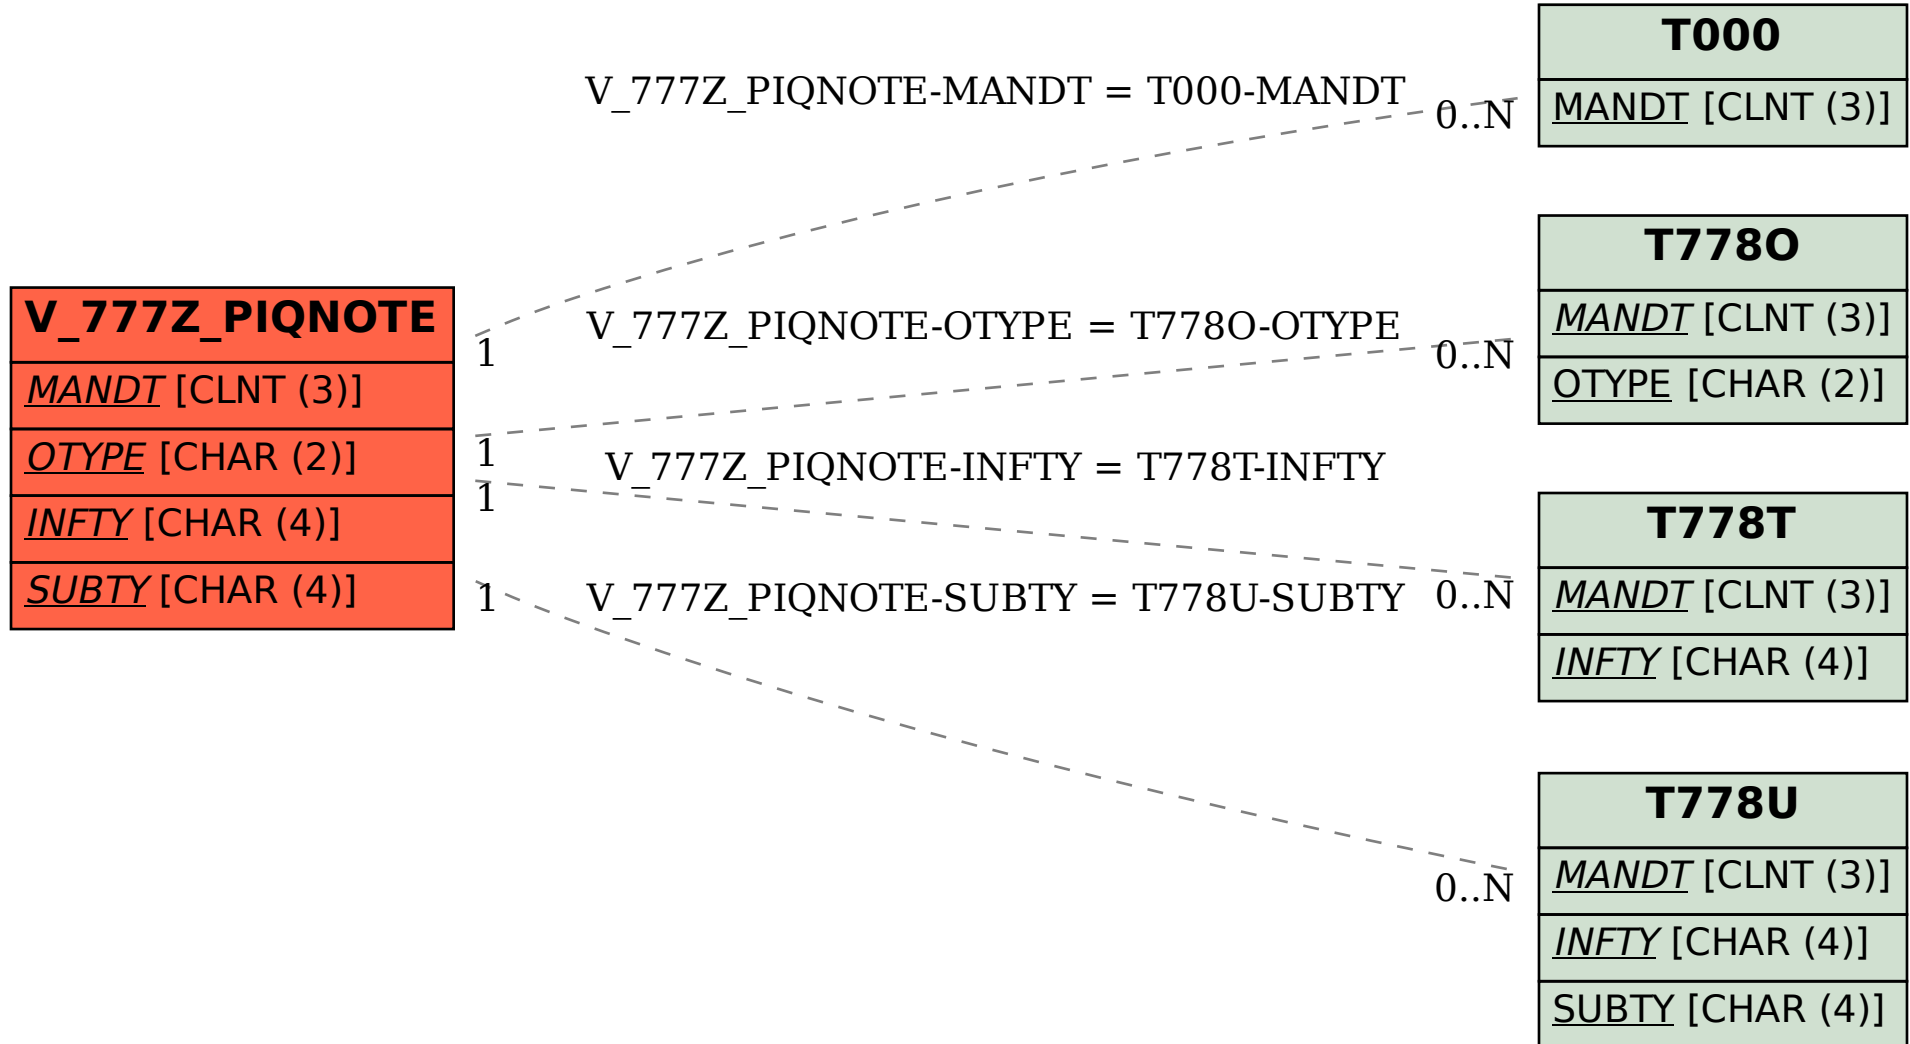 V_777Z_PIQNOTE
MANDT [CLNT (3)]
OTYPE [CHAR (2)]
INFTY [CHAR (4)]
SUBTY [CHAR (4)]
V_777Z_PIQNOTE-MANDT = T000-MANDT
1
0..N
V_777Z_PIQNOTE-OTYPE = T778O-OTYPE
1
0..N
V_777Z_PIQNOTE-INFTY = T778T-INFTY
1
0..N
V_777Z_PIQNOTE-SUBTY = T778U-SUBTY
1
0..N
T000
MANDT [CLNT (3)]
T778O
MANDT [CLNT (3)]
OTYPE [CHAR (2)]
T778T
MANDT [CLNT (3)]
INFTY [CHAR (4)]
T778U
MANDT [CLNT (3)]
INFTY [CHAR (4)]
SUBTY [CHAR (4)]